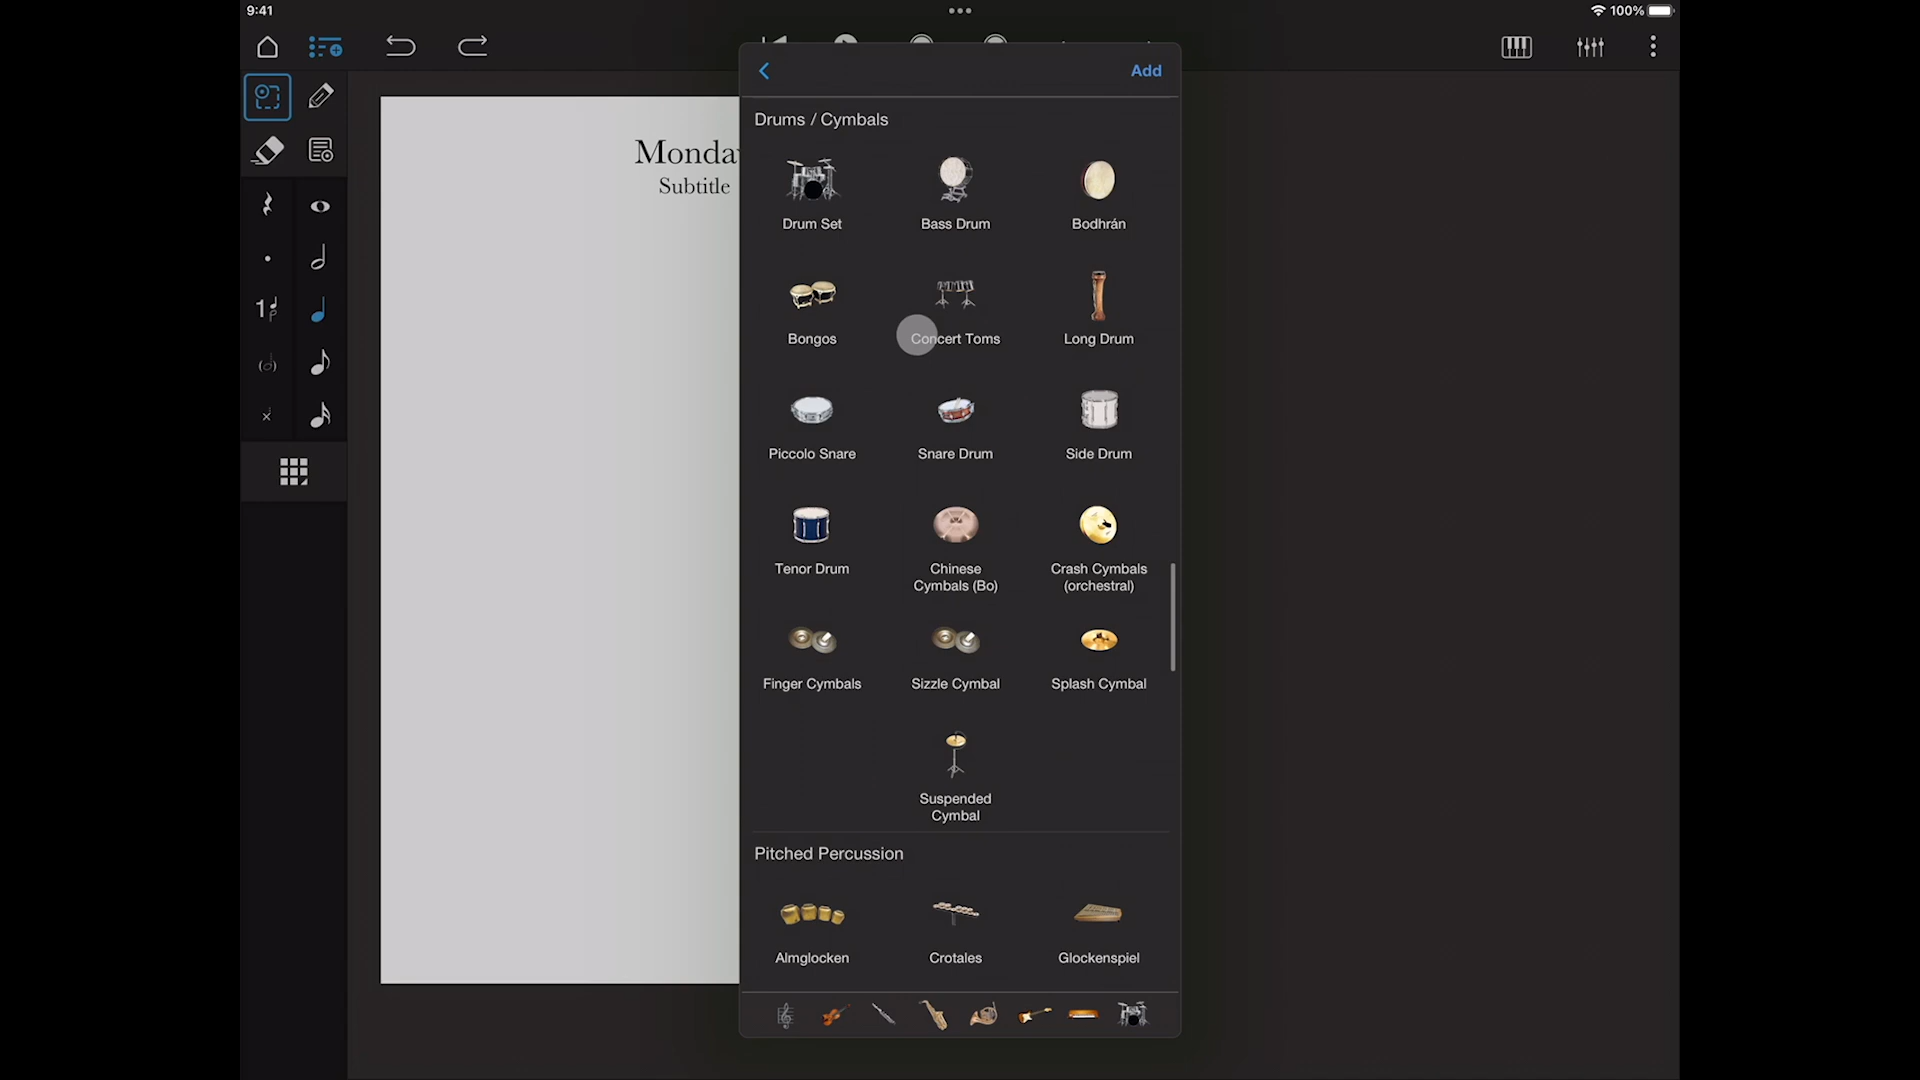 9:41
100%
Add
Drums / Cymbals
Monday
Subtitle
Drum Set
Bass Drum
Bodhrán
Bongos
Concert Toms
Long Drum
Piccolo Snare
Snare Drum
Side Drum
Tenor Drum
Chinese
Cymbals (Bo)
Crash Cymbals
(orchestral)
Finger Cymbals
Sizzle Cymbal
Splash Cymbal
Suspended
Cymbal
Pitched Percussion
Almglocken
Crotales
Glockenspiel